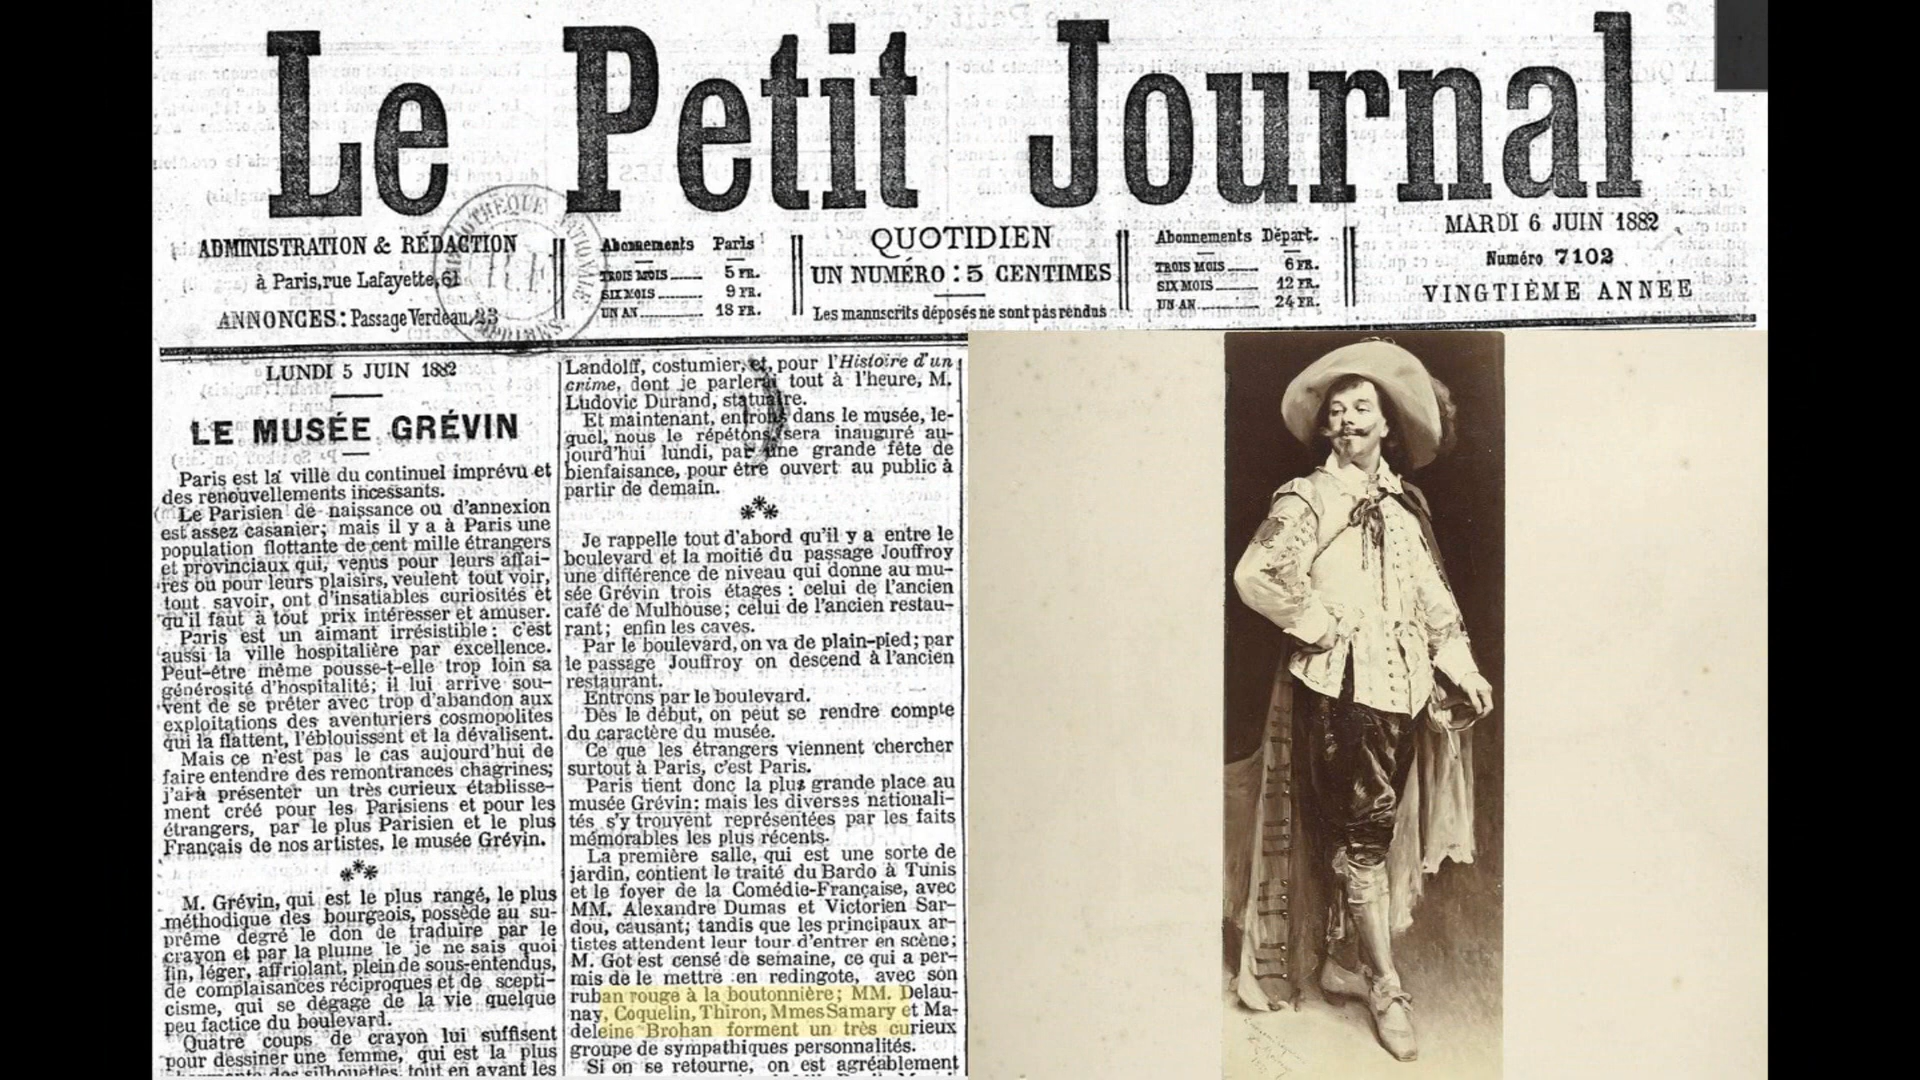 Le Petit Journal
ADMINISTRATION & RÉDACTION
à Paris, rue Lafayette, 61
ANNONCES: Passage Verdeau, 23
Abonnements Paris
TROIS MOIS 5 FR.
SIX MOIS 9 FR.
UN AN 18 FR.
QUOTIDIEN
UN NUMÉRO : 5 CENTIMES
Les manuscrits déposés ne sont pas rendus
Abonnements Départ.
TROIS MOIS 6 FR.
SIX MOIS 12 FR.
UN AN 24 FR.
MARDI 6 JUIN 1882
Numéro 7102
VINGTIÈME ANNEE
LUNDI 5 JUIN 1882
LE MUSÉE GRÉVIN
Paris est la ville du continuel imprévu et
des renouvellements incessants.
Le Parisien de naissance ou d'annexion
est assez casanier; mais il y a à Paris une
population flottante de cent mille étrangers
et provinciaux qui, venus pour leurs affai-
res ou pour leurs plaisirs, veulent tout voir,
tout savoir, ont d'insatiables curiosités et
qu'il faut à tout prix intéresser et amuser.
Paris est un aimant irrésistible: c'est
aussi la ville hospitalière par excellence.
Peut-être même pousse-t-elle trop loin sa
générosité d'hospitalité; il lui arrive sou-
vent de se prêter avec trop d'abandon aux
exploitations des aventuriers cosmopolites
qui la flattent, l'éblouissent et la dévalisent.
Mais ce n'est pas le cas aujourd'hui de
faire entendre des remontrances chagrines;
j'ai à présenter un très curieux établisse-
ment créé pour les Parisiens et pour les
étrangers, par le plus Parisien et le plus
Français de nos artistes, le musée Grévin.
M. Grévin, qui est le plus rangé, le plus
méthodique des bourgeois, possède au su-
prême degré le don de traduire par le
crayon et par la plume le je ne sais quoi
fin, léger, affriolant, plein de sous-entendus,
de complaisances réciproques et de scepti-
cisme, qui se dégage de la vie quelque
peu factice du boulevard.
Quatre coups de crayon lui suffisent
pour dessiner une femme, qui est la plus
des silhouettes, tout en ayant les
Landolff, costumier, et, pour l'Histoire d'un
crime, dont je parlerai tout à l'heure, M.
Ludovic Durand, statuaire.
Et maintenant, entrons dans le musée, le-
quel, nous le répétons, sera inauguré au-
jourd'hui lundi, par une grande fête de
bienfaisance, pour être ouvert au public à
partir de demain.
Je rappelle tout d'abord qu'il y a entre le
boulevard et la moitié du passage Jouffroy
une différence de niveau qui donne au mu-
sée Grévin trois étages : celui de l'ancien
café de Mulhouse; celui de l'ancien restau-
rant; enfin les caves.
Par le boulevard, on va de plain-pied; par
le passage Jouffroy on descend à l'ancien
restaurant.
Entrons par le boulevard.
Dès le début, on peut se rendre compte
du caractère du musée.
Ce que les étrangers viennent chercher
surtout à Paris, c'est Paris.
Paris tient donc la plus grande place au
musée Grévin: mais les diverses nationali-
tés s'y trouvent représentées par les faits
mémorables les plus récents.
La première salle, qui est une sorte de
jardin, contient le traité du Bardo à Tunis
et le foyer de la Comédie-Française, avec
MM. Alexandre Dumas et Victorien Sar-
dou, causant; tandis que les principaux ar-
tistes attendent leur tour d'entrer en scène;
M. Got est censé de semaine, ce qui a per-
mis de le mettre en redingote, avec son
ruban rouge à la boutonnière; MM. Delau-
nay, Coquelin, Thiron, Mmes Samary et Ma-
deleine Brohan forment un très curieux
groupe de sympathiques personnalités.
Si on se retourne, on est agréablement